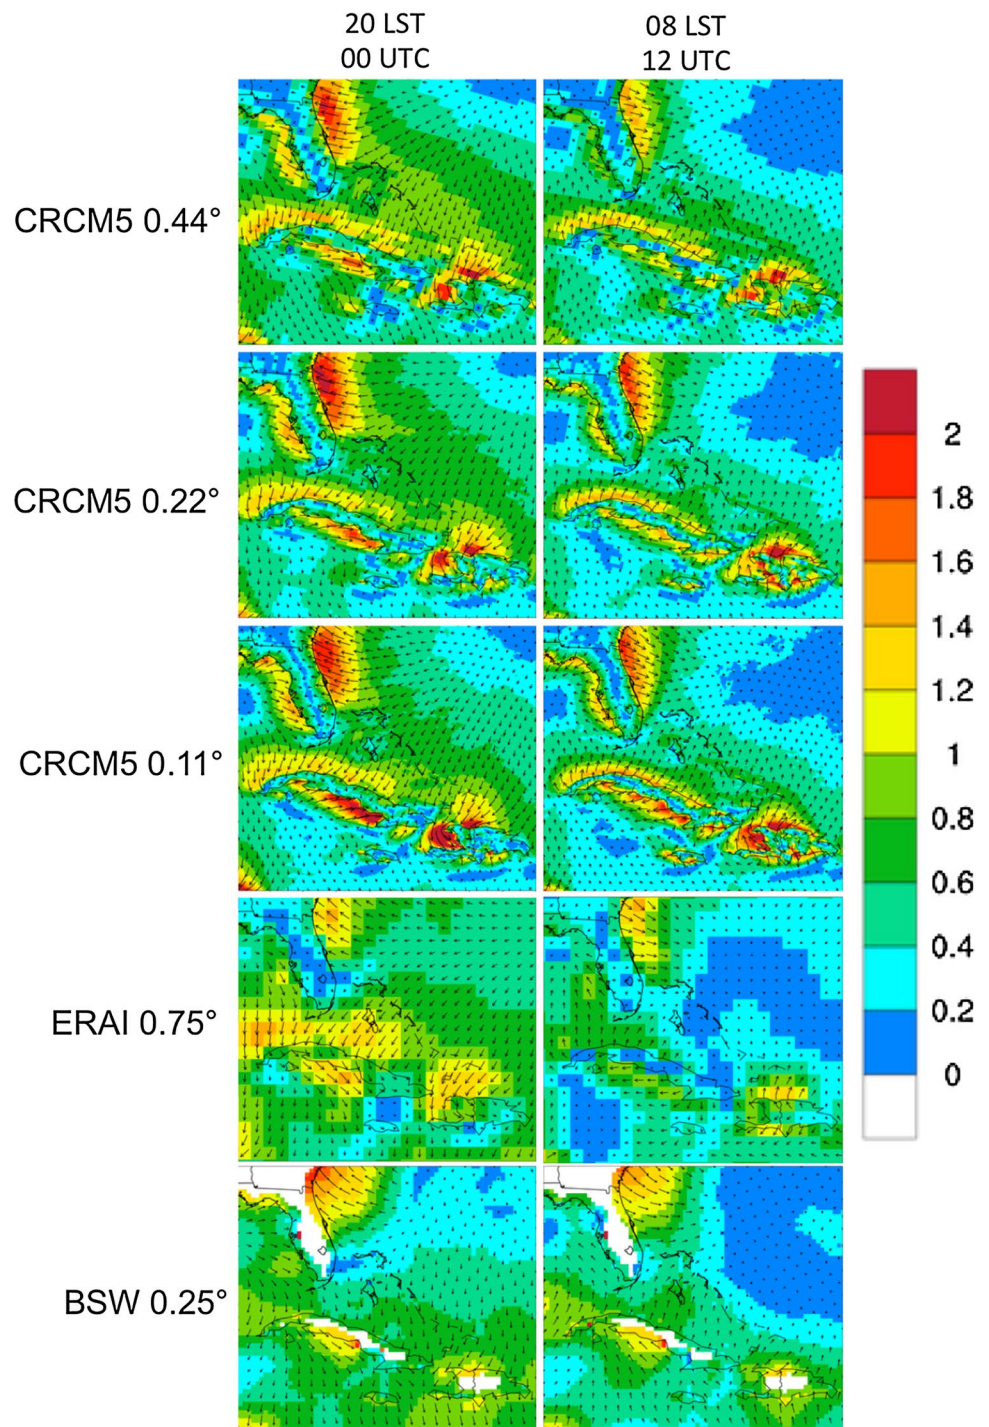 20 LST
00 UTC
08 LST
12 UTC
CRCM5 0.44°
CRCM5 0.22°
CRCM5 0.11°
ERAI 0.75°
BSW 0.25°
2
1.8
1.6
1.4
1.2
1
0.8
0.6
0.4
0.2
0